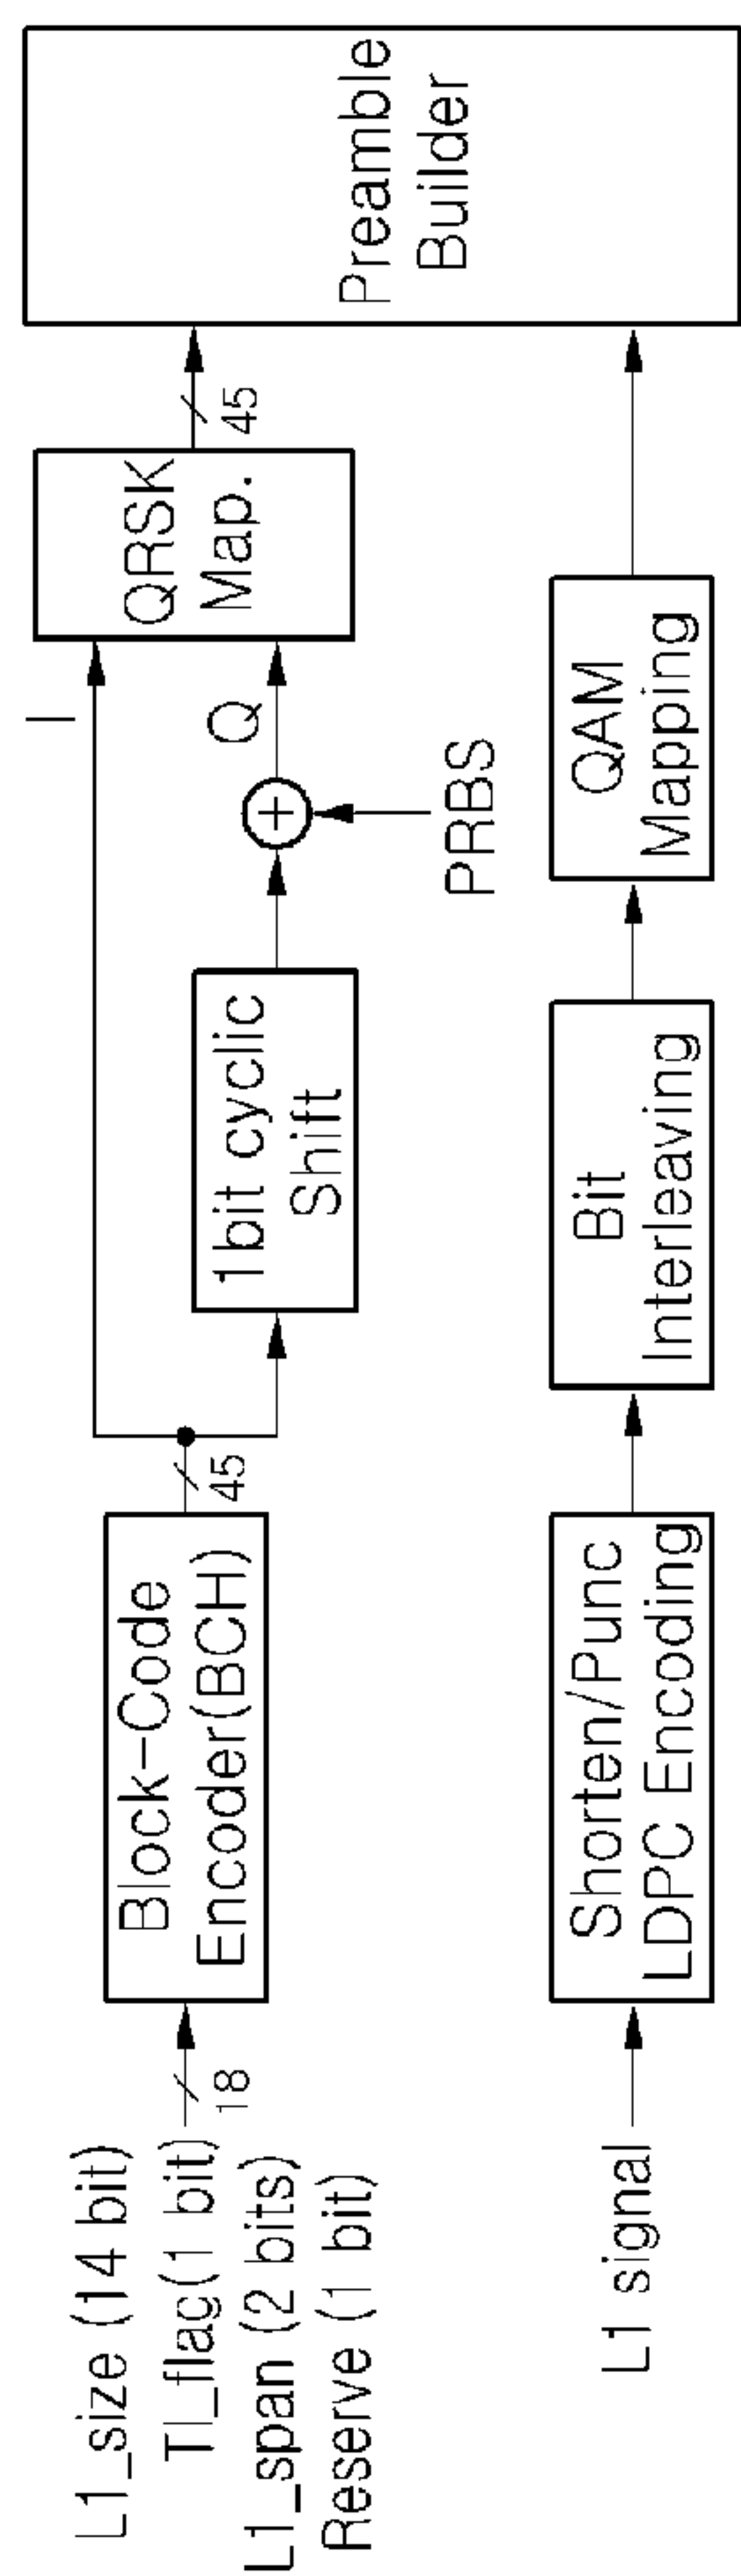 L1_size (14 bit)
TI_flag(1 bit)
L1_span (2 bits)
Reserve (1 bit)
18
Block-Code
Encoder(BCH)
45
1bit cyclic
Shift
PRBS
I
Q
QRSK
Map.
45
Preamble
Builder
L1 signal
Shorten/Punc
LDPC Encoding
Bit
Interleaving
QAM
Mapping